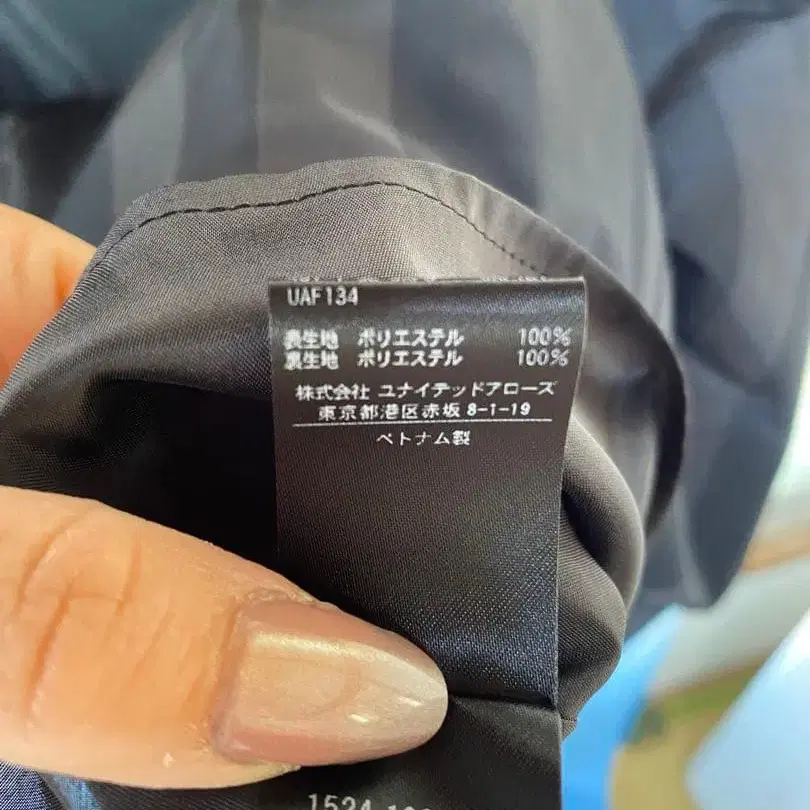 UAF134
表生地 ポリエステル 100%
裏生地 ポリエステル 100%
株式会社 ユナイテッドアローズ
東京都港区赤坂 8-1-19
ベトナム製
1524